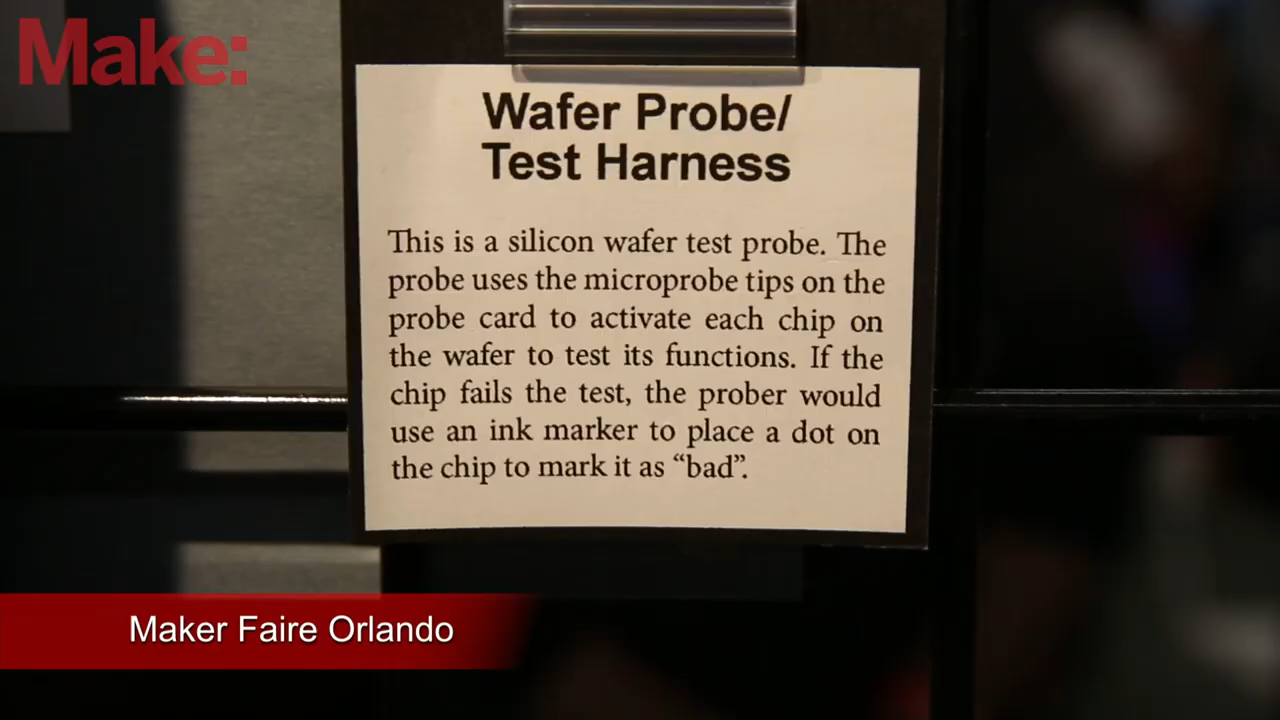 Make:
Wafer Probe/
Test Harness
This is a silicon wafer test probe. The
probe uses the microprobe tips on the
probe card to activate each chip on
the wafer to test its functions. If the
chip fails the test, the prober would
use an ink marker to place a dot on
the chip to mark it as “bad”.
Maker Faire Orlando